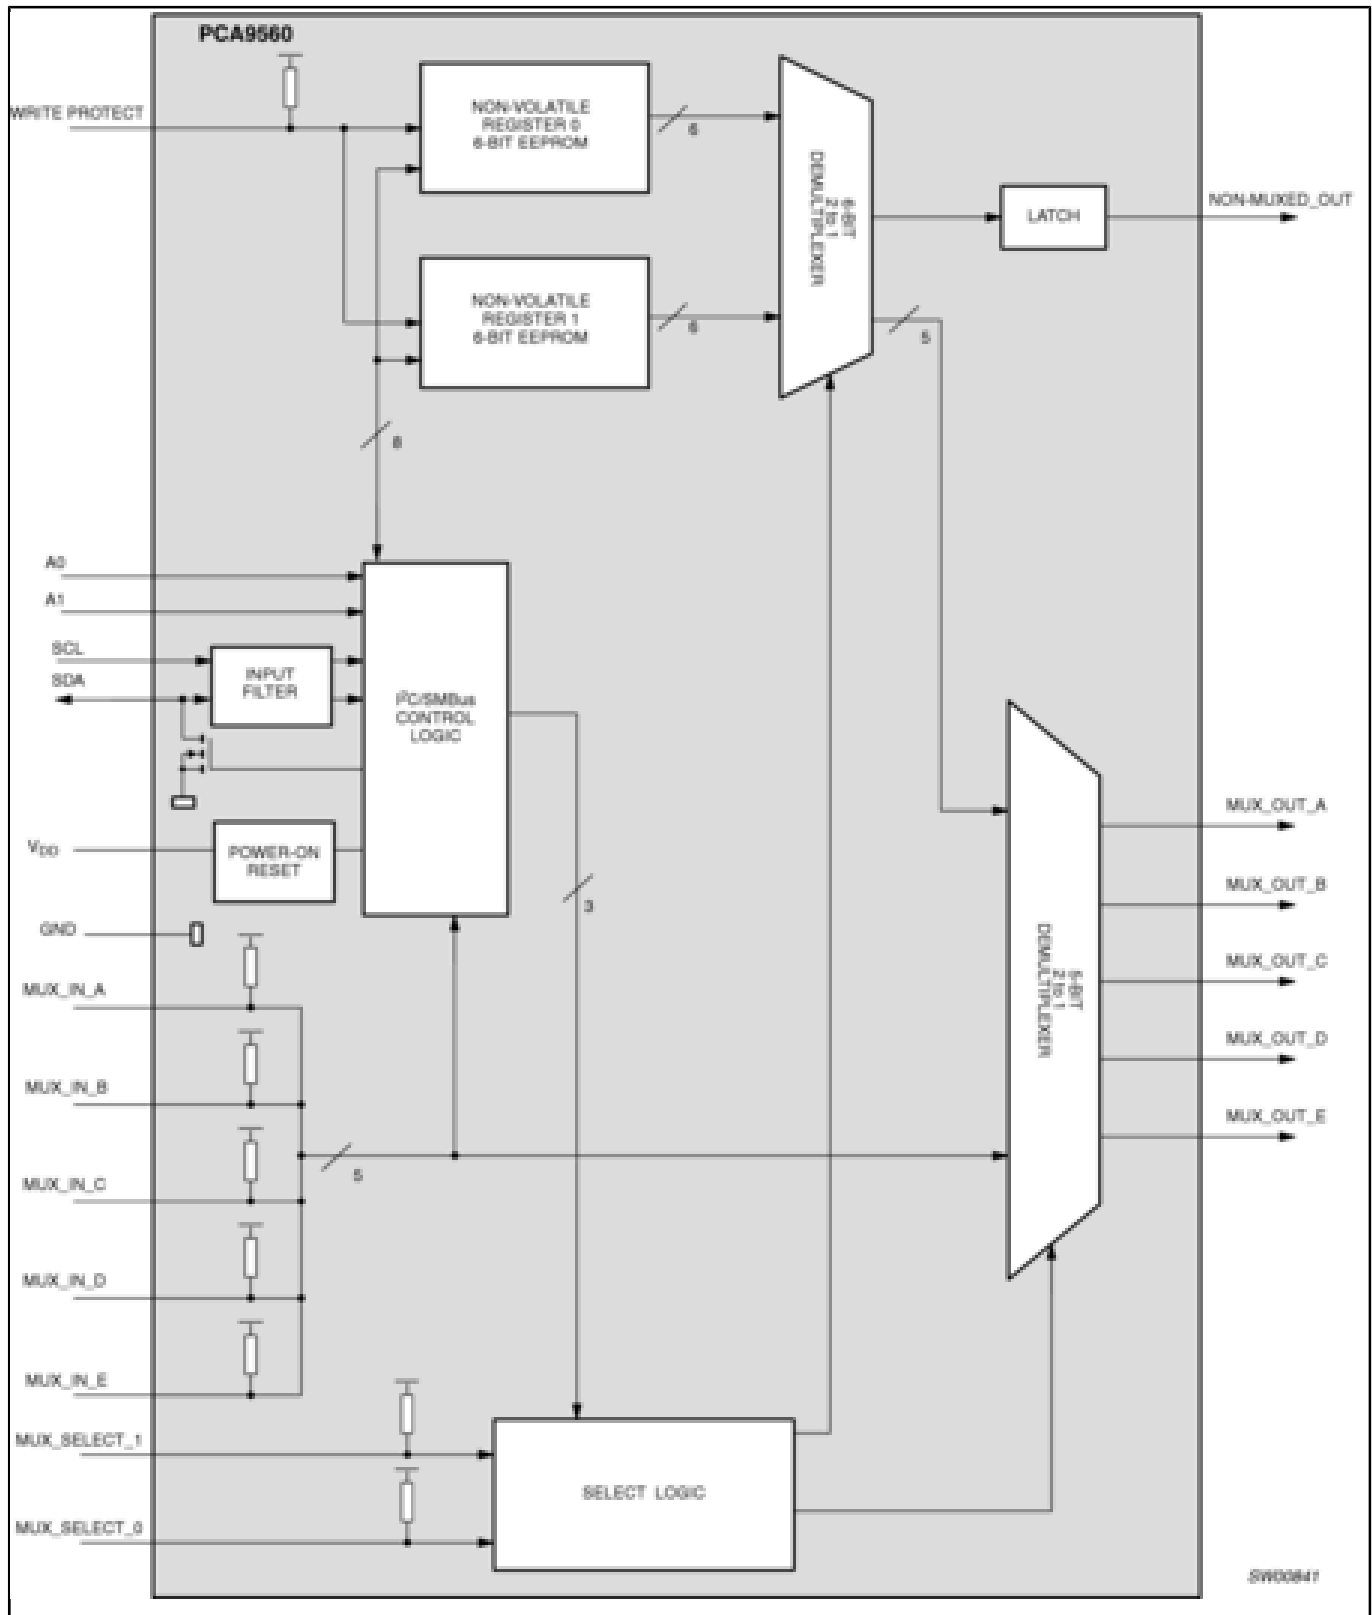 PCA9560
WRITE PROTECT
NON-VOLATILE
REGISTER 0
6-BIT EEPROM
6
6-BIT
2 to 1
DEMULTIPLEXER
LATCH
NON-MUXED_OUT
NON-VOLATILE
REGISTER 1
6-BIT EEPROM
6
5
8
A0
A1
SCL
SDA
INPUT
FILTER
I²C/SMBus
CONTROL
LOGIC
VDD
POWER-ON
RESET
3
GND
MUX_IN_A
MUX_IN_B
MUX_IN_C
MUX_IN_D
MUX_IN_E
5
5-BIT
2 to 1
DEMULTIPLEXER
MUX_OUT_A
MUX_OUT_B
MUX_OUT_C
MUX_OUT_D
MUX_OUT_E
MUX_SELECT_1
MUX_SELECT_0
SELECT LOGIC
SW00841